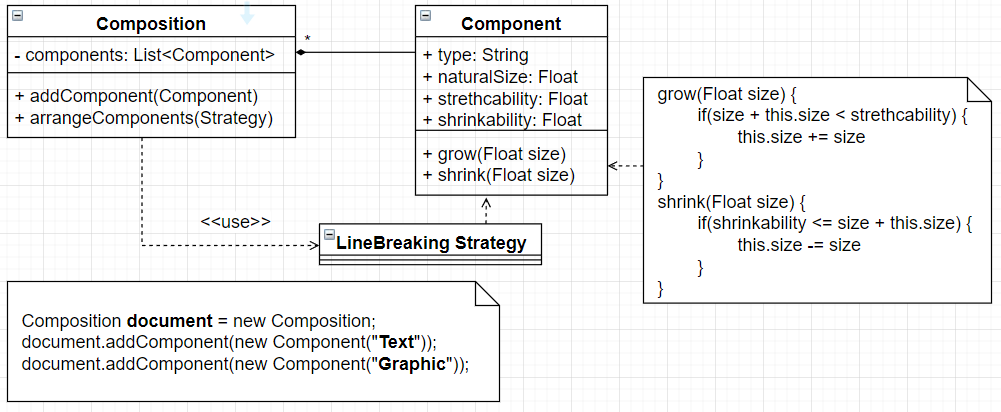 Composition
- components: List<Component>
+ addComponent(Component)
+ arrangeComponents(Strategy)
*
Component
+ type: String
+ naturalSize: Float
+ strethcability: Float
+ shrinkability: Float
+ grow(Float size)
+ shrink(Float size)
grow(Float size) {
if(size + this.size < strethcability) {
this.size += size
}
}
shrink(Float size) {
if(shrinkability <= size + this.size) {
this.size -= size
}
}
<<use>>
LineBreaking Strategy
Composition document = new Composition;
document.addComponent(new Component("Text"));
document.addComponent(new Component("Graphic"));